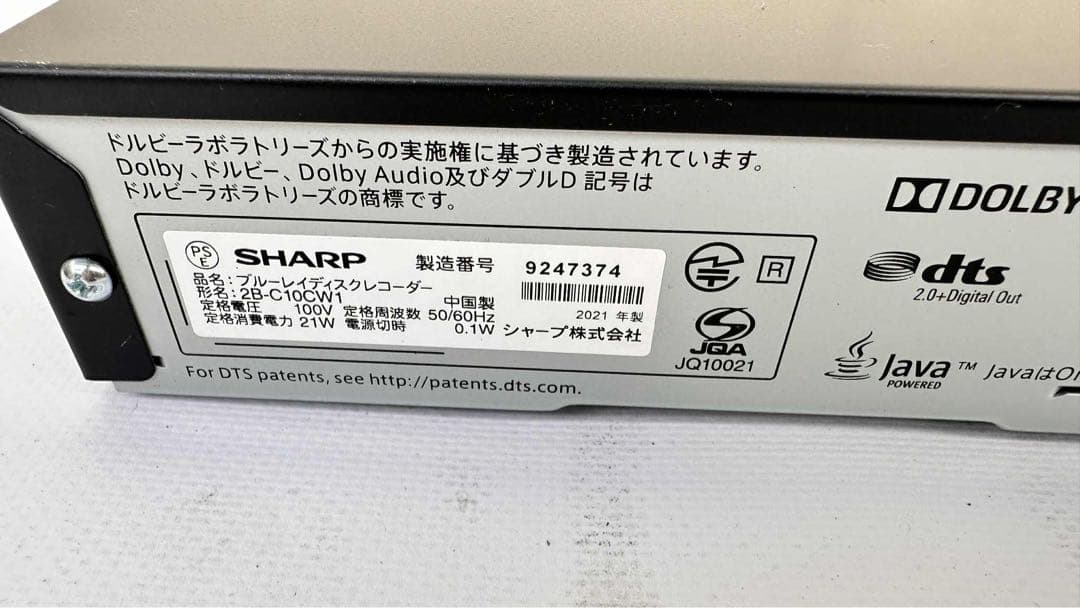 ドルビーラボラトリーズからの実施権に基づき製造されています。
Dolby、ドルビー、Dolby Audio及びダブルD 記号は
ドルビーラボラトリーズの商標です。
DOLBY
PS
E
SHARP 製造番号 9247374
品名：ブルーレイディスクレコーダー
形名：2B-C10CW1 中国製
定格電圧 100V 定格周波数 50/60Hz 2021 年製
定格消費電力 21W 電源切時 0.1W シャープ株式会社
R
JQA
JQ10021
dts
2.0+Digital Out
Java™ Javaは
POWERED
For DTS patents, see http://patents.dts.com.